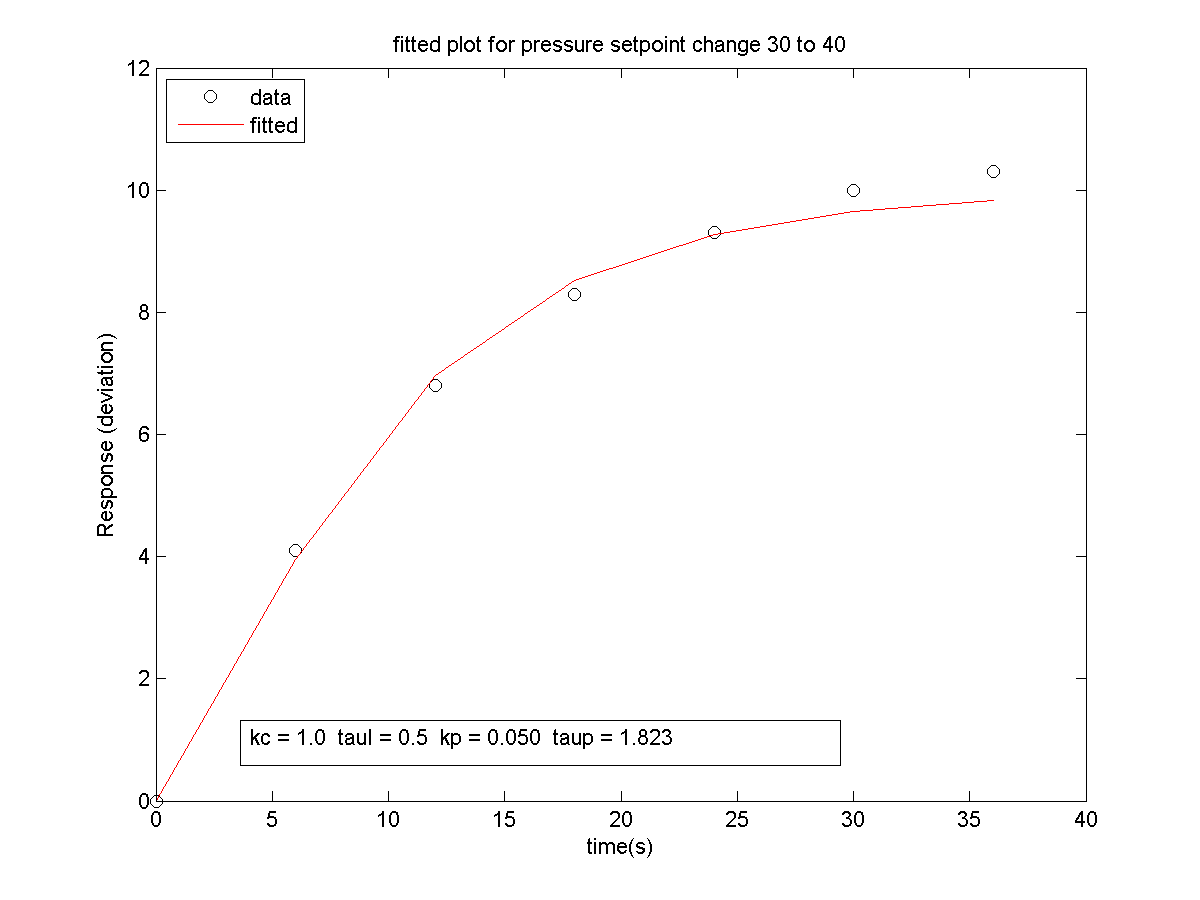 fitted plot for pressure setpoint change 30 to 40
12
10
8
6
4
2
0
data
fitted
Response (deviation)
kc = 1.0  tauI = 0.5  kp = 0.050  taup = 1.823
0 5 10 15 20 25 30 35 40
time(s)